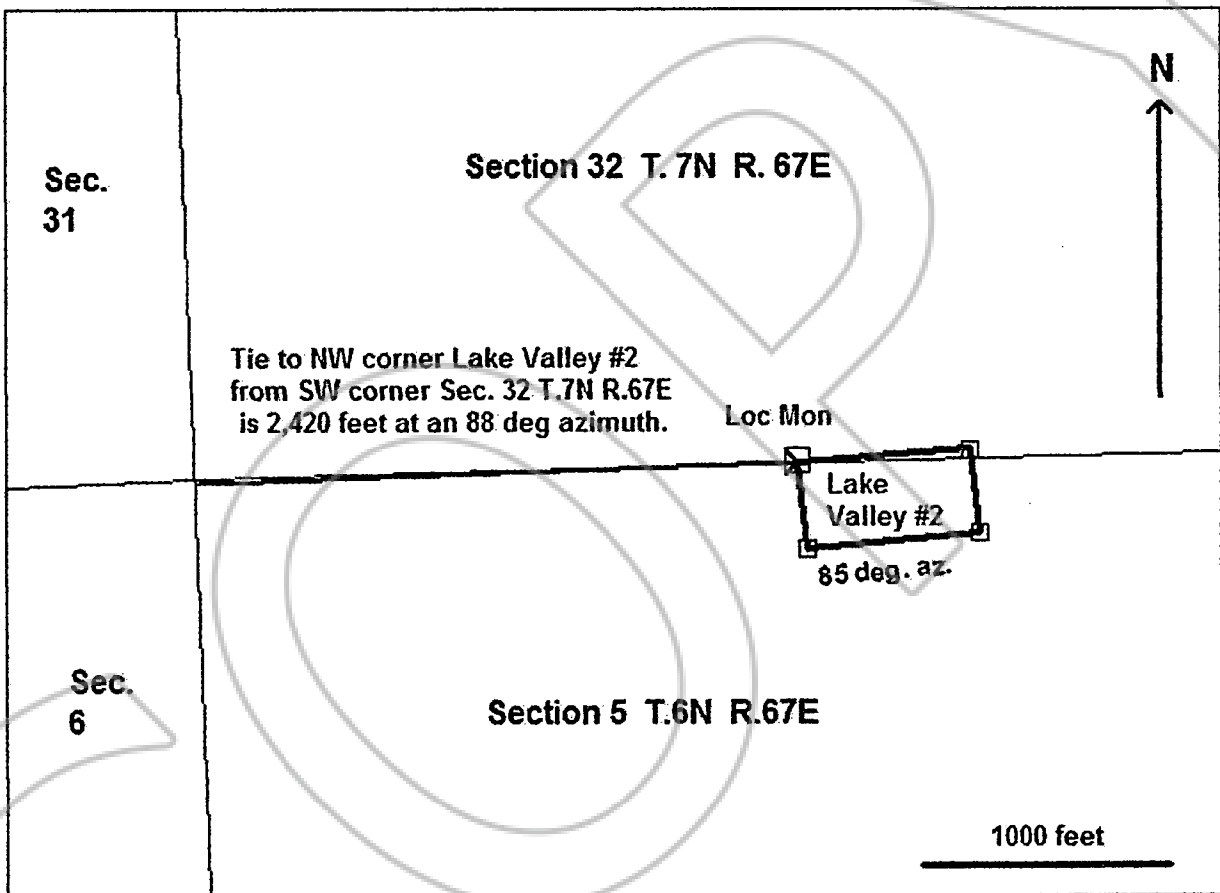 N
Section 32 T. 7N R. 67E
Sec.
31
Tie to NW corner Lake Valley #2
from SW corner Sec. 32 T.7N R.67E
is 2,420 feet at an 88 deg azimuth.
Loc Mon
Lake
Valley #2
85 deg. az.
Sec.
6
Section 5 T.6N R.67E
1000 feet